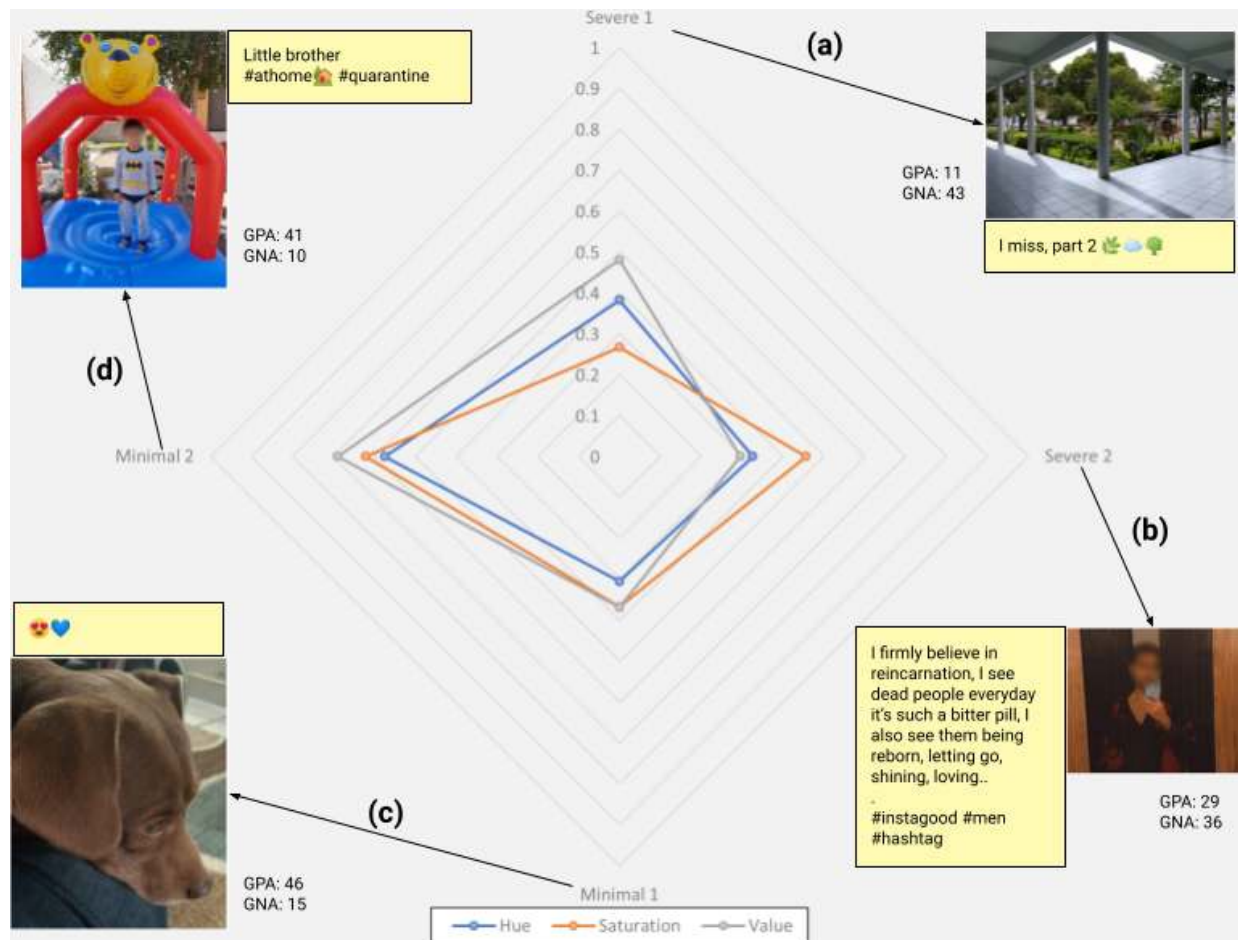 Severe 1
(a)
Little brother
#athome🏡 #quarantine
GPA: 41
GNA: 10
GPA: 11
GNA: 43
I miss, part 2 🌿☁️🌳
1
0.9
0.8
0.7
0.6
0.5
0.4
0.3
0.2
0.1
0
(d)
Minimal 2
Severe 2
(b)
😍💙
I firmly believe in
reincarnation, I see
dead people everyday
it's such a bitter pill, I
also see them being
reborn, letting go,
shining, loving..
.
#instagood #men
#hashtag
GPA: 29
GNA: 36
(c)
GPA: 46
GNA: 15
Minimal 1
Hue Saturation Value